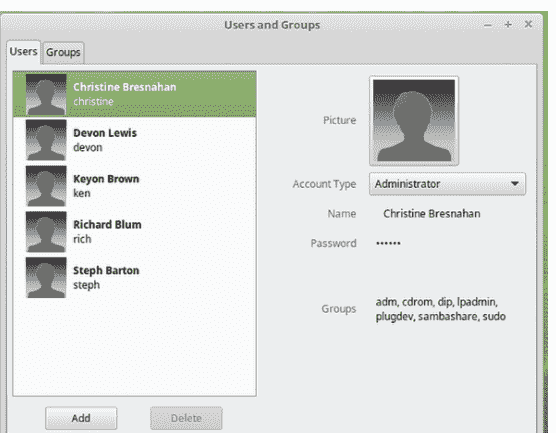 Users and Groups
Users Groups
Christine Bresnahan
christine
Devon Lewis
devon
Keyon Brown
ken
Richard Blum
rich
Steph Barton
steph
Add Delete
Picture
Account Type Administrator
Name Christine Bresnahan
Password ••••••
Groups adm, cdrom, dip, lpadmin,
plugdev, sambashare, sudo